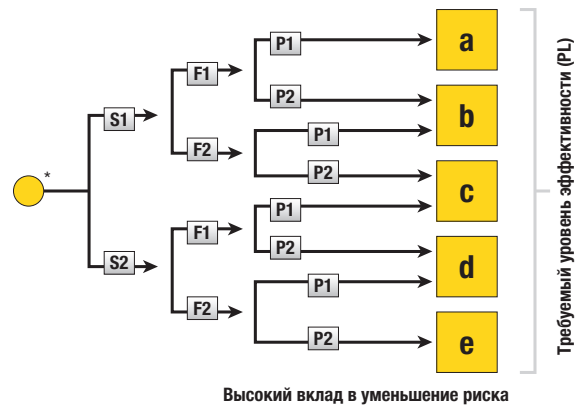 *
S1
S2
F1
F2
F1
F2
P1
P2
P1
P2
P1
P2
P1
P2
a
b
c
d
e
Требуемый уровень эффективности (PL)
Высокий вклад в уменьшение риска